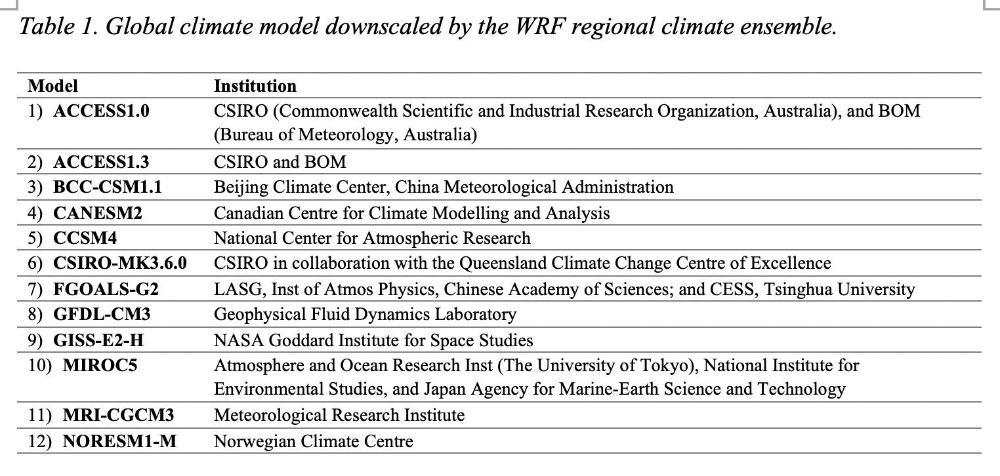 Table 1. Global climate model downscaled by the WRF regional climate ensemble.
Model Institution
1) ACCESS1.0 CSIRO (Commonwealth Scientific and Industrial Research Organization, Australia), and BOM
(Bureau of Meteorology, Australia)
2) ACCESS1.3 CSIRO and BOM
3) BCC-CSM1.1 Beijing Climate Center, China Meteorological Administration
4) CANESM2 Canadian Centre for Climate Modelling and Analysis
5) CCSM4 National Center for Atmospheric Research
6) CSIRO-MK3.6.0 CSIRO in collaboration with the Queensland Climate Change Centre of Excellence
7) FGOALS-G2 LASG, Inst of Atmos Physics, Chinese Academy of Sciences; and CESS, Tsinghua University
8) GFDL-CM3 Geophysical Fluid Dynamics Laboratory
9) GISS-E2-H NASA Goddard Institute for Space Studies
10) MIROC5 Atmosphere and Ocean Research Inst (The University of Tokyo), National Institute for
Environmental Studies, and Japan Agency for Marine-Earth Science and Technology
11) MRI-CGCM3 Meteorological Research Institute
12) NORESM1-M Norwegian Climate Centre